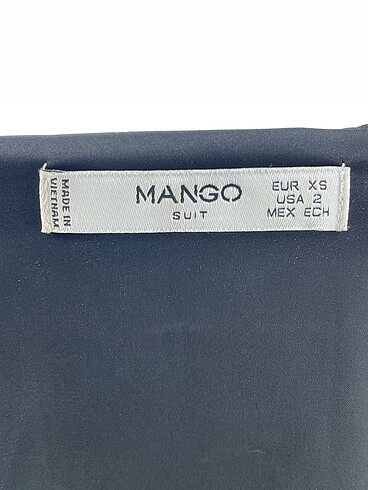 MADE IN
VIETNAM
MANGO
SUIT
EUR XS
USA 2
MEX ECH